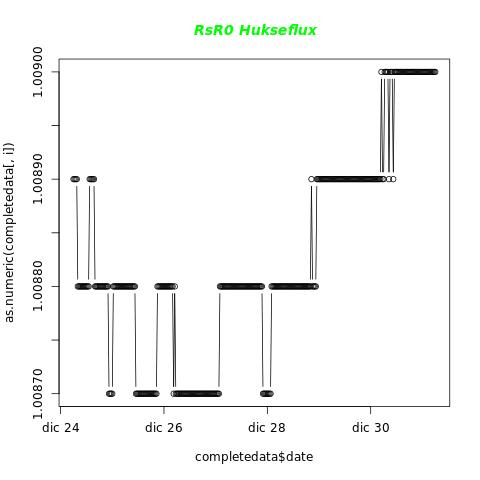 RsR0 Hukseflux
1.00900
1.00890
1.00880
1.00870
as.numeric(completedata[, i])
dic 24
dic 26
dic 28
dic 30
completedata$date